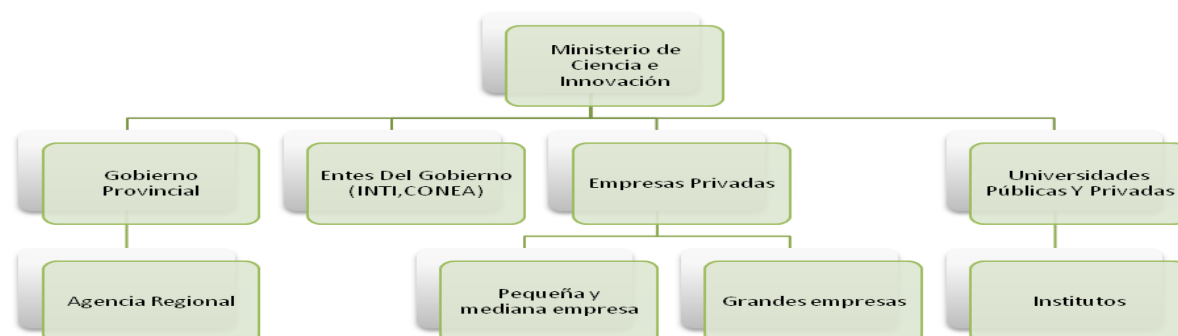 Ministerio de
Ciencia e
Innovación
Gobierno
Provincial
Entes Del Gobierno
(INTI,CONEA)
Empresas Privadas
Universidades
Públicas Y Privadas
Agencia Regional
Pequeña y
mediana empresa
Grandes empresas
Institutos